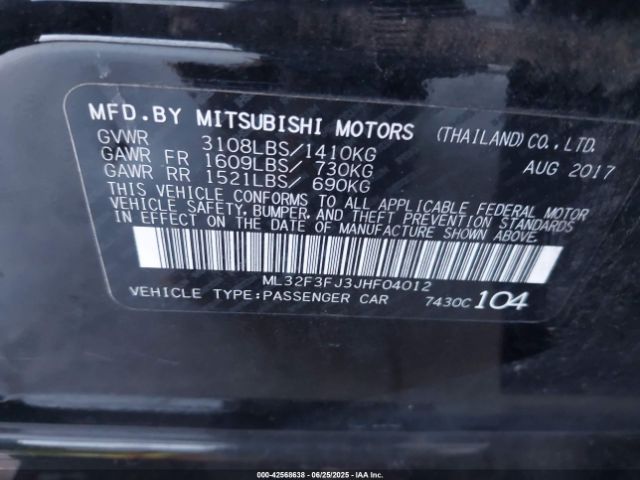 MFD.BY MITSUBISHI MOTORS (THAILAND)CO.,LTD.
GVWR 3108LBS/1410KG
GAWR FR 1609LBS/ 730KG AUG 2017
GAWR RR 1521LBS/ 690KG
THIS VEHICLE CONFORMS TO ALL APPLICABLE FEDERAL MOTOR
VEHICLE SAFETY, BUMPER, AND THEFT PREVENTION STANDARDS
IN EFFECT ON THE DATE OF MANUFACTURE SHOWN ABOVE.
ML32F3FJ3JHF04012
VEHICLE TYPE:PASSENGER CAR 7430C 104
000-42568638 - 06/25/2025 - IAA Inc.